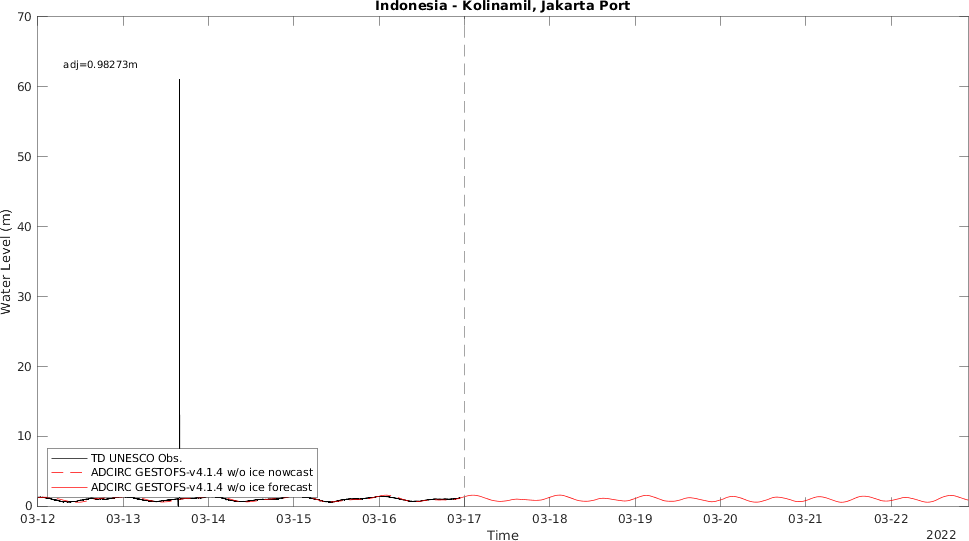 Indonesia - Kolinamil, Jakarta Port
70
60
50
40
30
20
10
0
Water Level (m)
adj=0.98273m
TD UNESCO Obs.
ADCIRC GESTOFS-v4.1.4 w/o ice nowcast
ADCIRC GESTOFS-v4.1.4 w/o ice forecast
03-12 03-13 03-14 03-15 03-16 03-17 03-18 03-19 03-20 03-21 03-22
Time
2022